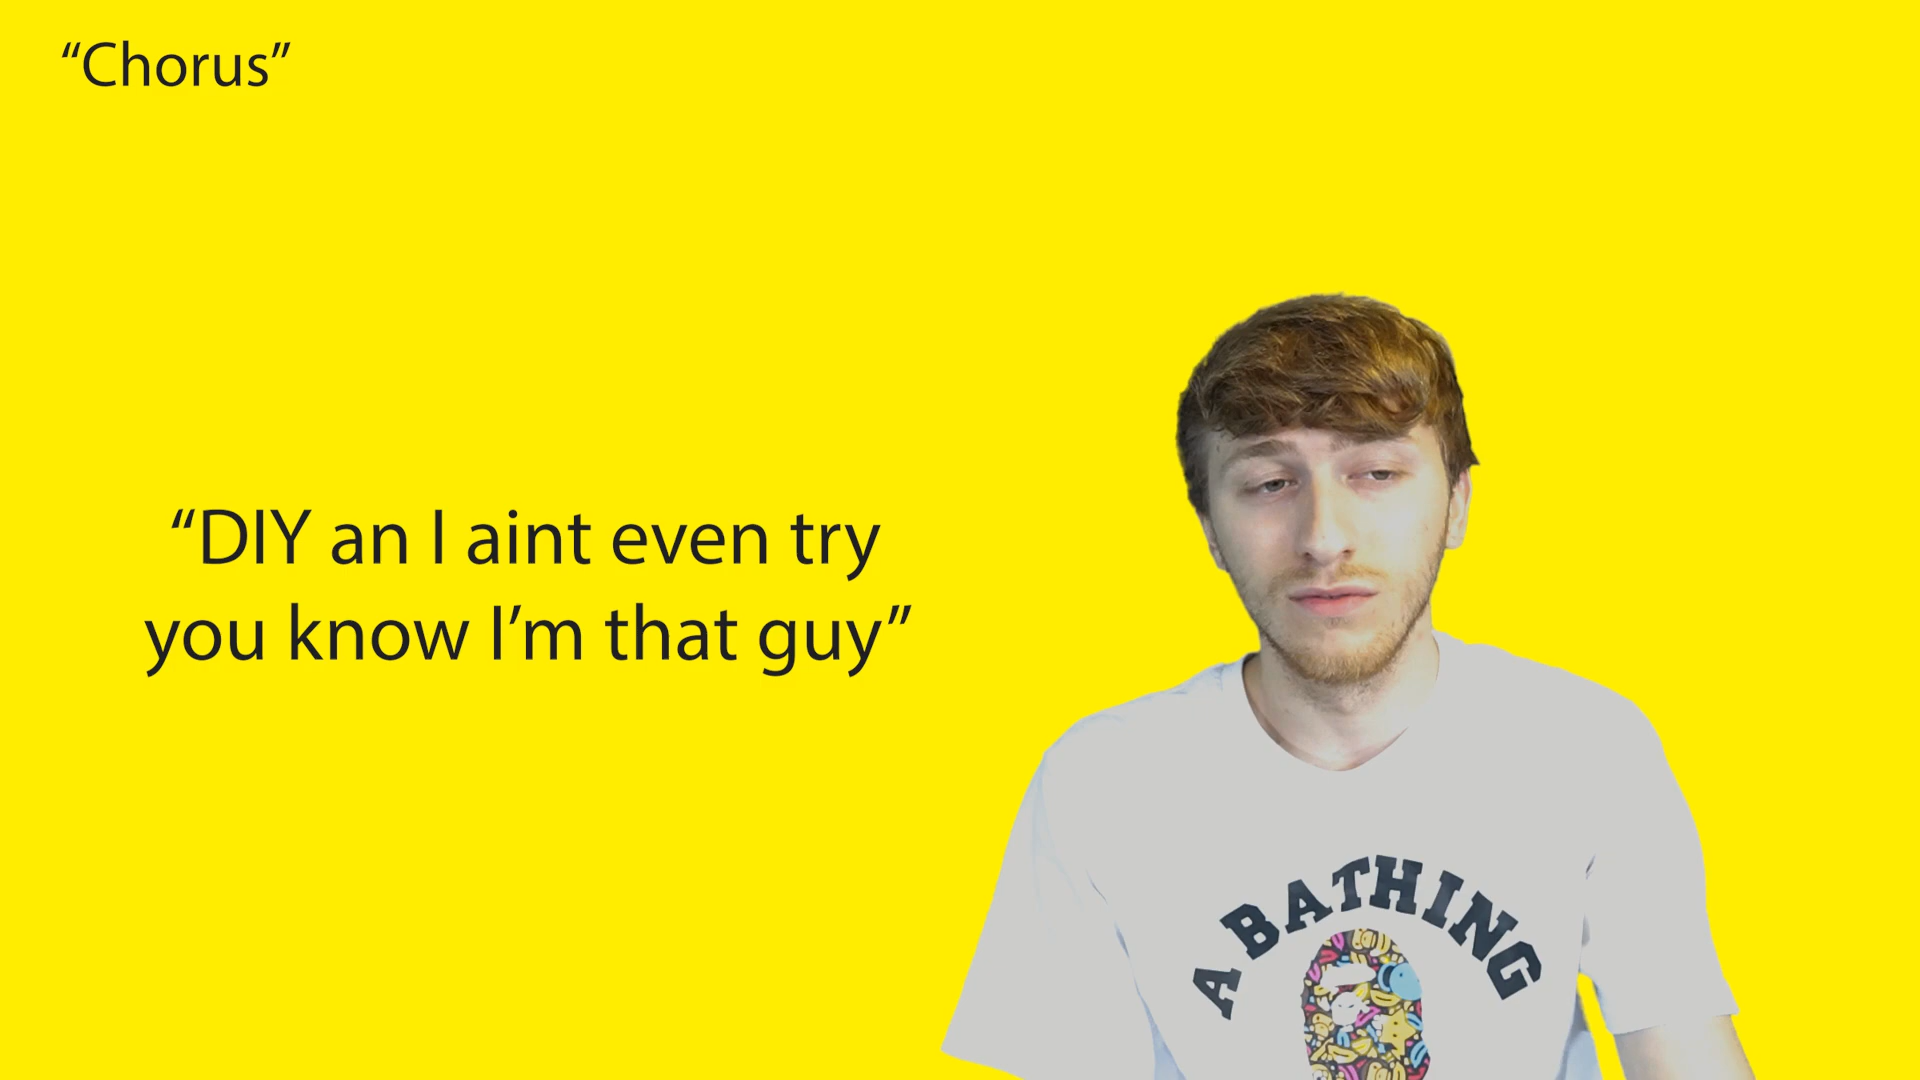 “Chorus”
“DIY an I aint even try
you know I’m that guy”
A BATHING